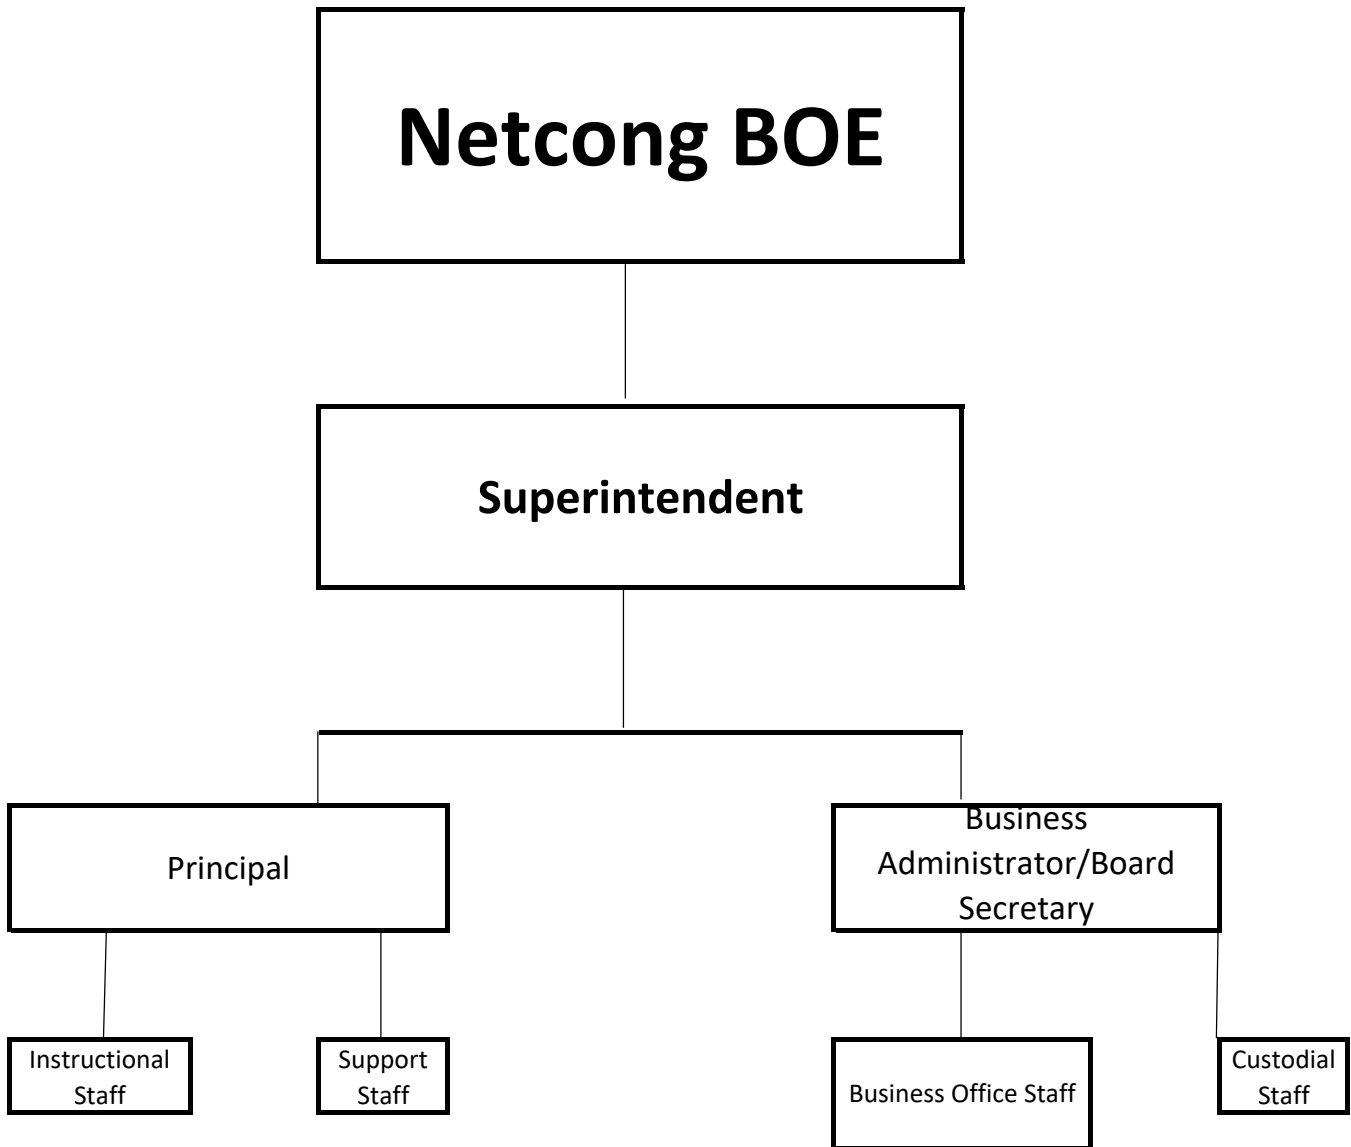 Netcong BOE
Superintendent
Principal
Business
Administrator/Board
Secretary
Instructional
Staff
Support
Staff
Business Office Staff
Custodial
Staff